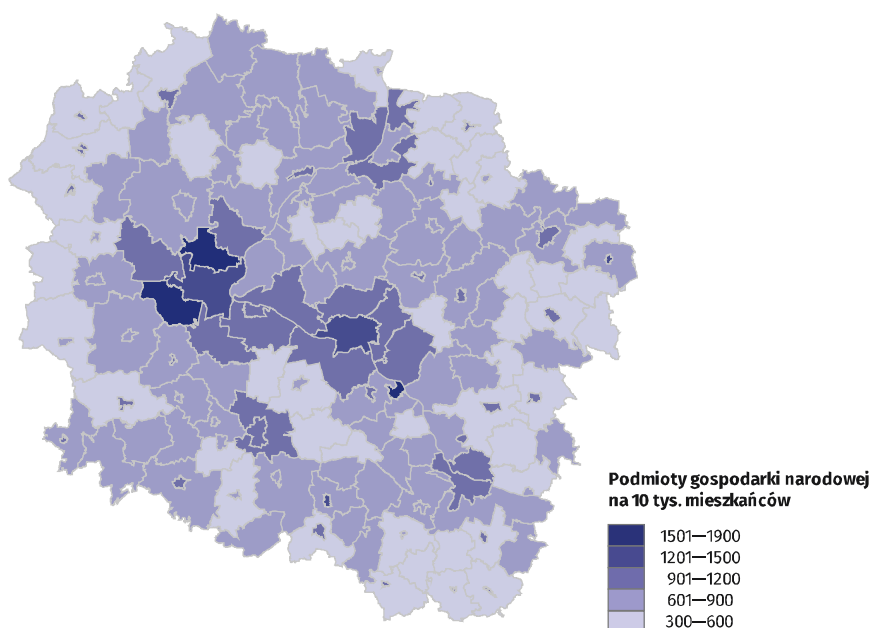 Podmioty gospodarki narodowej
na 10 tys. mieszkańców
1501—1900
1201—1500
901—1200
601—900
300—600